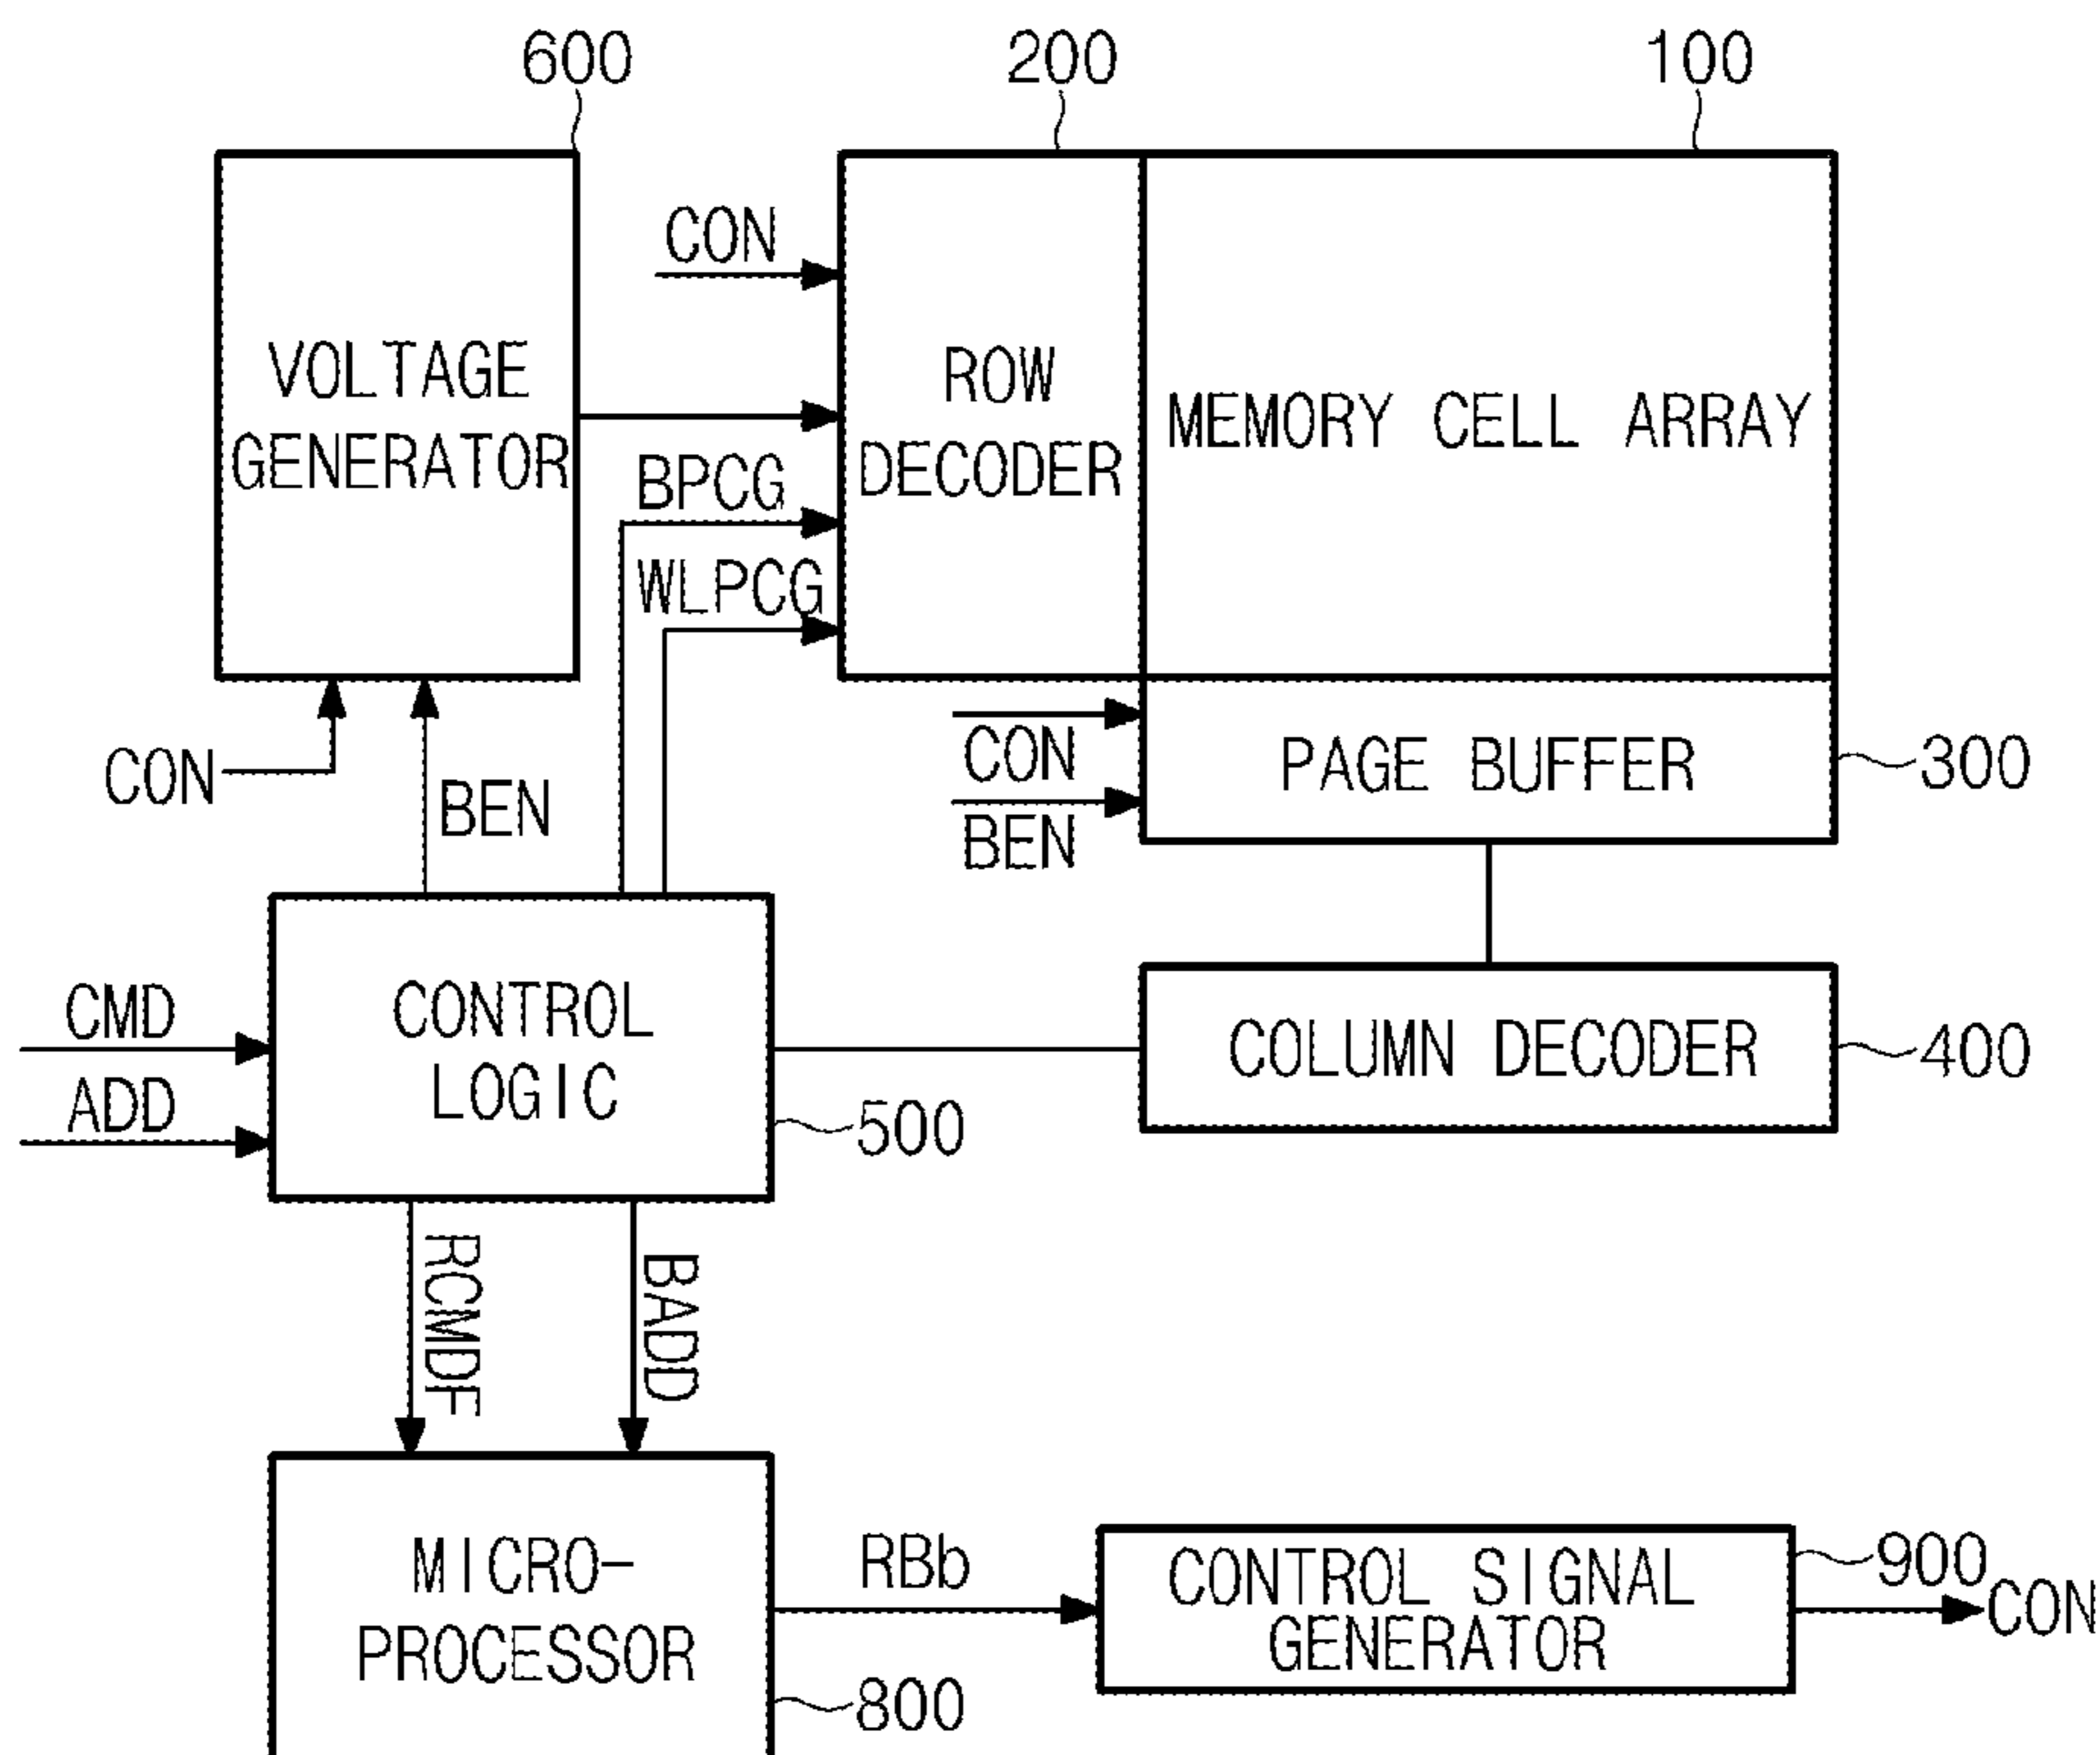 600
200
100
VOLTAGE
GENERATOR
CON
ROW
DECODER
MEMORY CELL ARRAY
BPCG
WLPCG
CON
BEN
CON
BEN
PAGE BUFFER
300
CMD
ADD
CONTROL
LOGIC
500
COLUMN DECODER
400
RCMDF
BADD
MICRO-
PROCESSOR
800
RBb
CONTROL SIGNAL
GENERATOR
900
CON